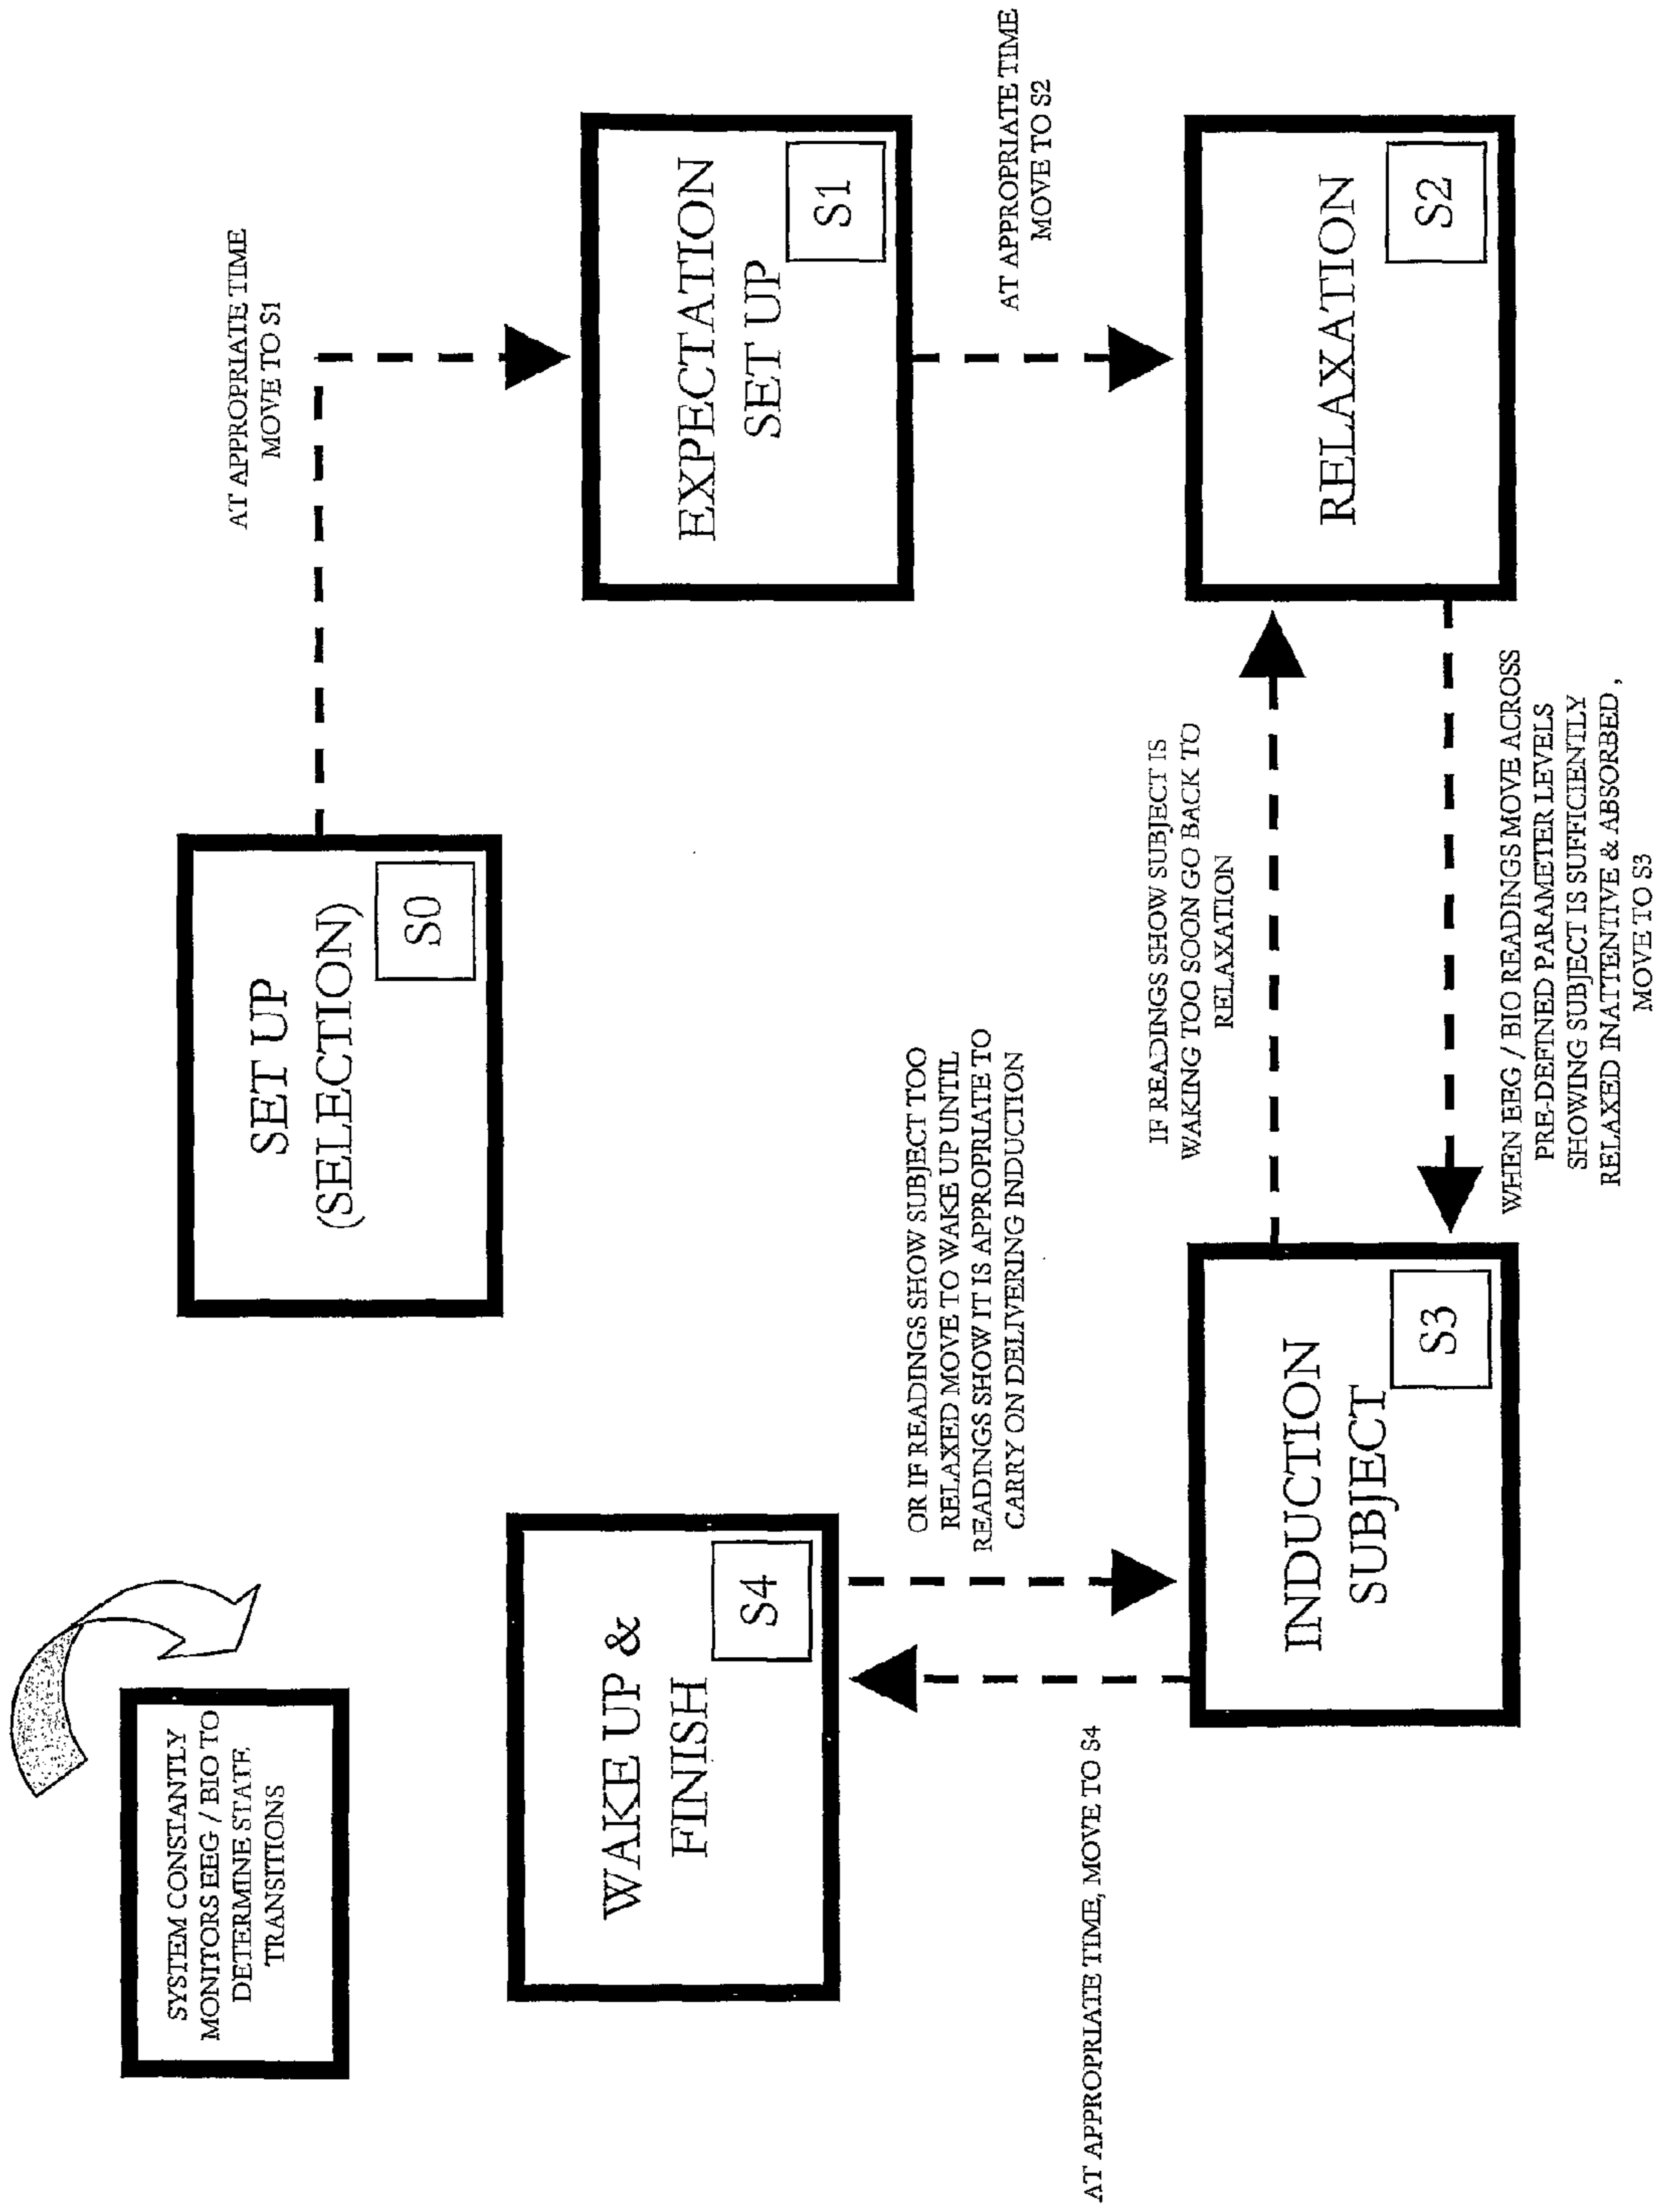 SYSTEM CONSTANTLY
MONITORS EEG / BIO TO
DETERMINE STATE
TRANSITIONS
SET UP
(SELECTION)
S0
AT APPROPRIATE TIME
MOVE TO S1
WAKE UP &
FINISH
S4
EXPECTATION
SET UP
S1
OR IF READINGS SHOW SUBJECT TOO
RELAXED MOVE TO WAKE UP UNTIL
READINGS SHOW IT IS APPROPRIATE TO
CARRY ON DELIVERING INDUCTION
AT APPROPRIATE TIME
MOVE TO S2
AT APPROPRIATE TIME, MOVE TO S4
IF READINGS SHOW SUBJECT IS
WAKING TOO SOON GO BACK TO
RELAXATION
INDUCTION
SUBJECT
S3
RELAXATION
S2
WHEN EEG / BIO READINGS MOVE ACROSS
PRE-DEFINED PARAMETER LEVELS
SHOWING SUBJECT IS SUFFICIENTLY
RELAXED INATTENTIVE & ABSORBED ,
MOVE TO S3